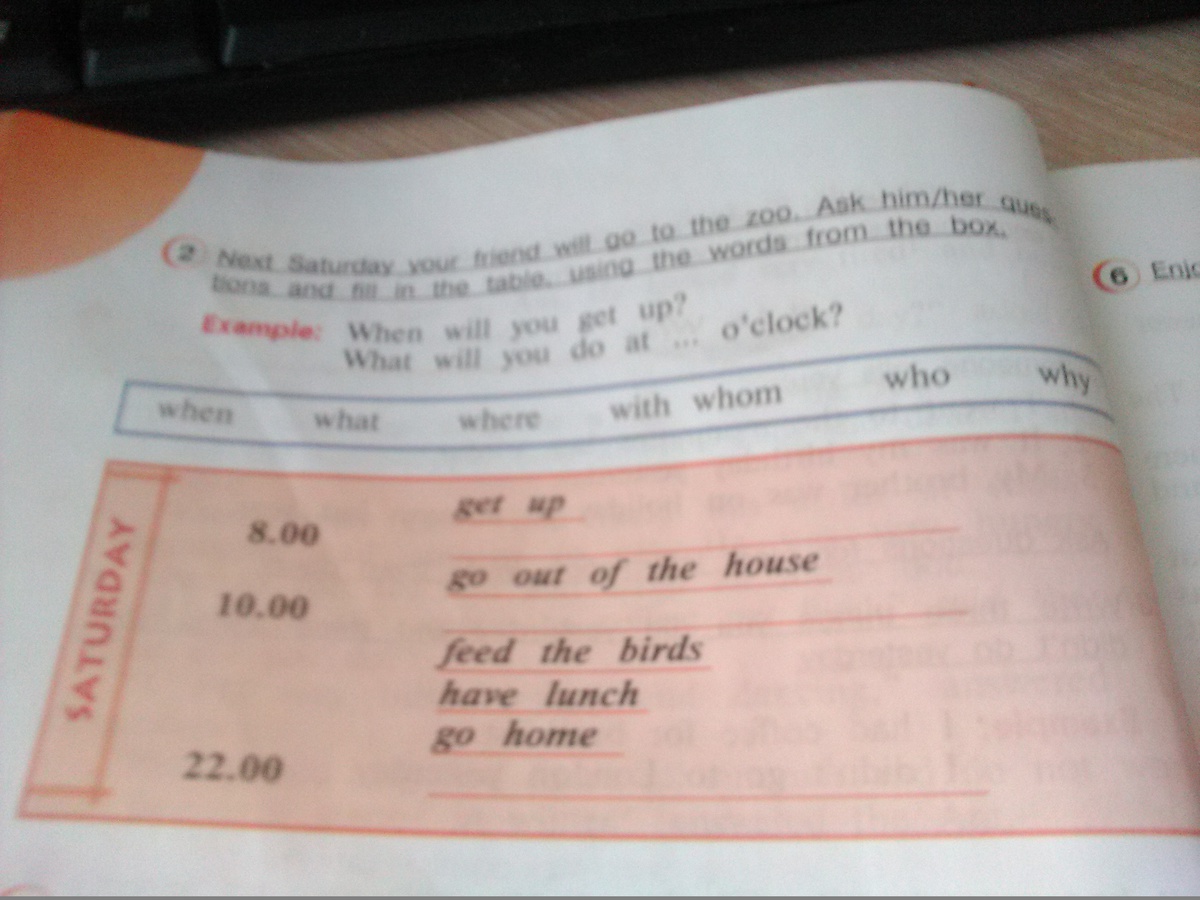 2 Next Saturday your friend will go to the zoo. Ask him/her ques-
tions and fill in the table, using the words from the box.
Example: When will you get up?
What will you do at ... o'clock?
when what where with whom who why
SATURDAY
get up
8.00
go out of the house
10.00
feed the birds
have lunch
go home
22.00
6 Enjo